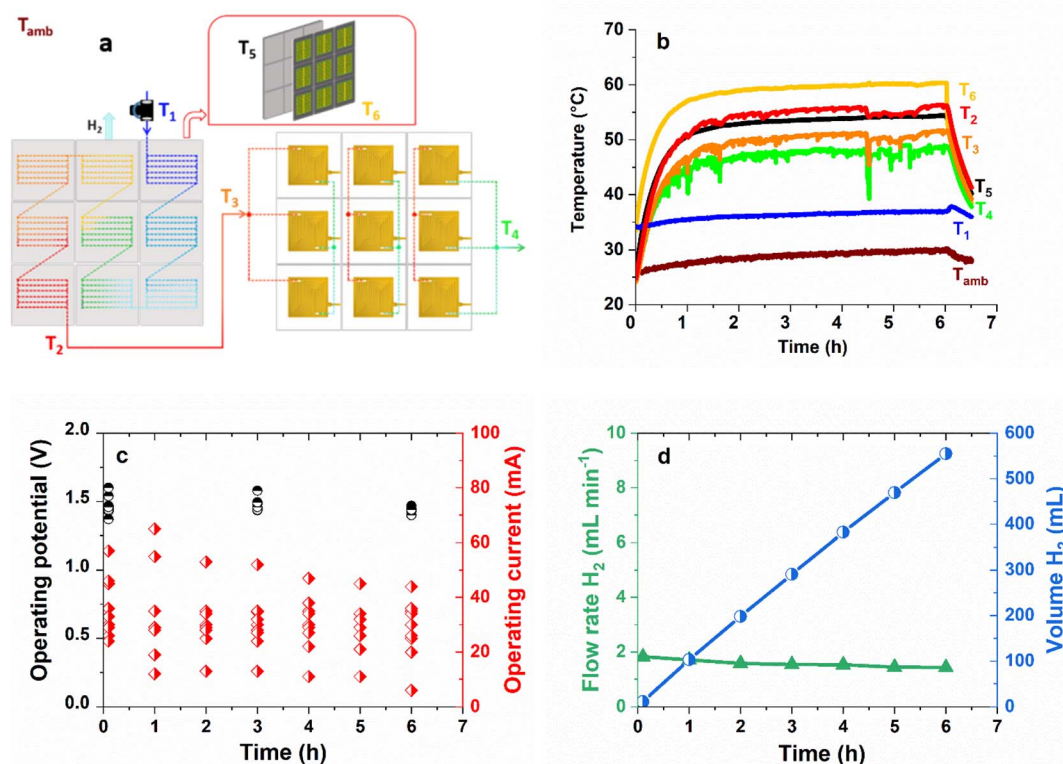 T_amb
a
T₅
T₁
H₂
T₆
T₃
T₄
T₂
b
Temperature (°C)
70
60
50
40
30
20
T₆
T₂
T₃
T₅
T₄
T₁
T_amb
0 1 2 3 4 5 6 7
Time (h)
c
Operating potential (V)
2.0
1.5
1.0
0.5
0.0
100
80
60
40
20
0
Operating current (mA)
0 1 2 3 4 5 6 7
Time (h)
d
Flow rate H₂ (mL min⁻¹)
10
8
6
4
2
0
600
500
400
300
200
100
0
Volume H₂ (mL)
0 1 2 3 4 5 6 7
Time (h)